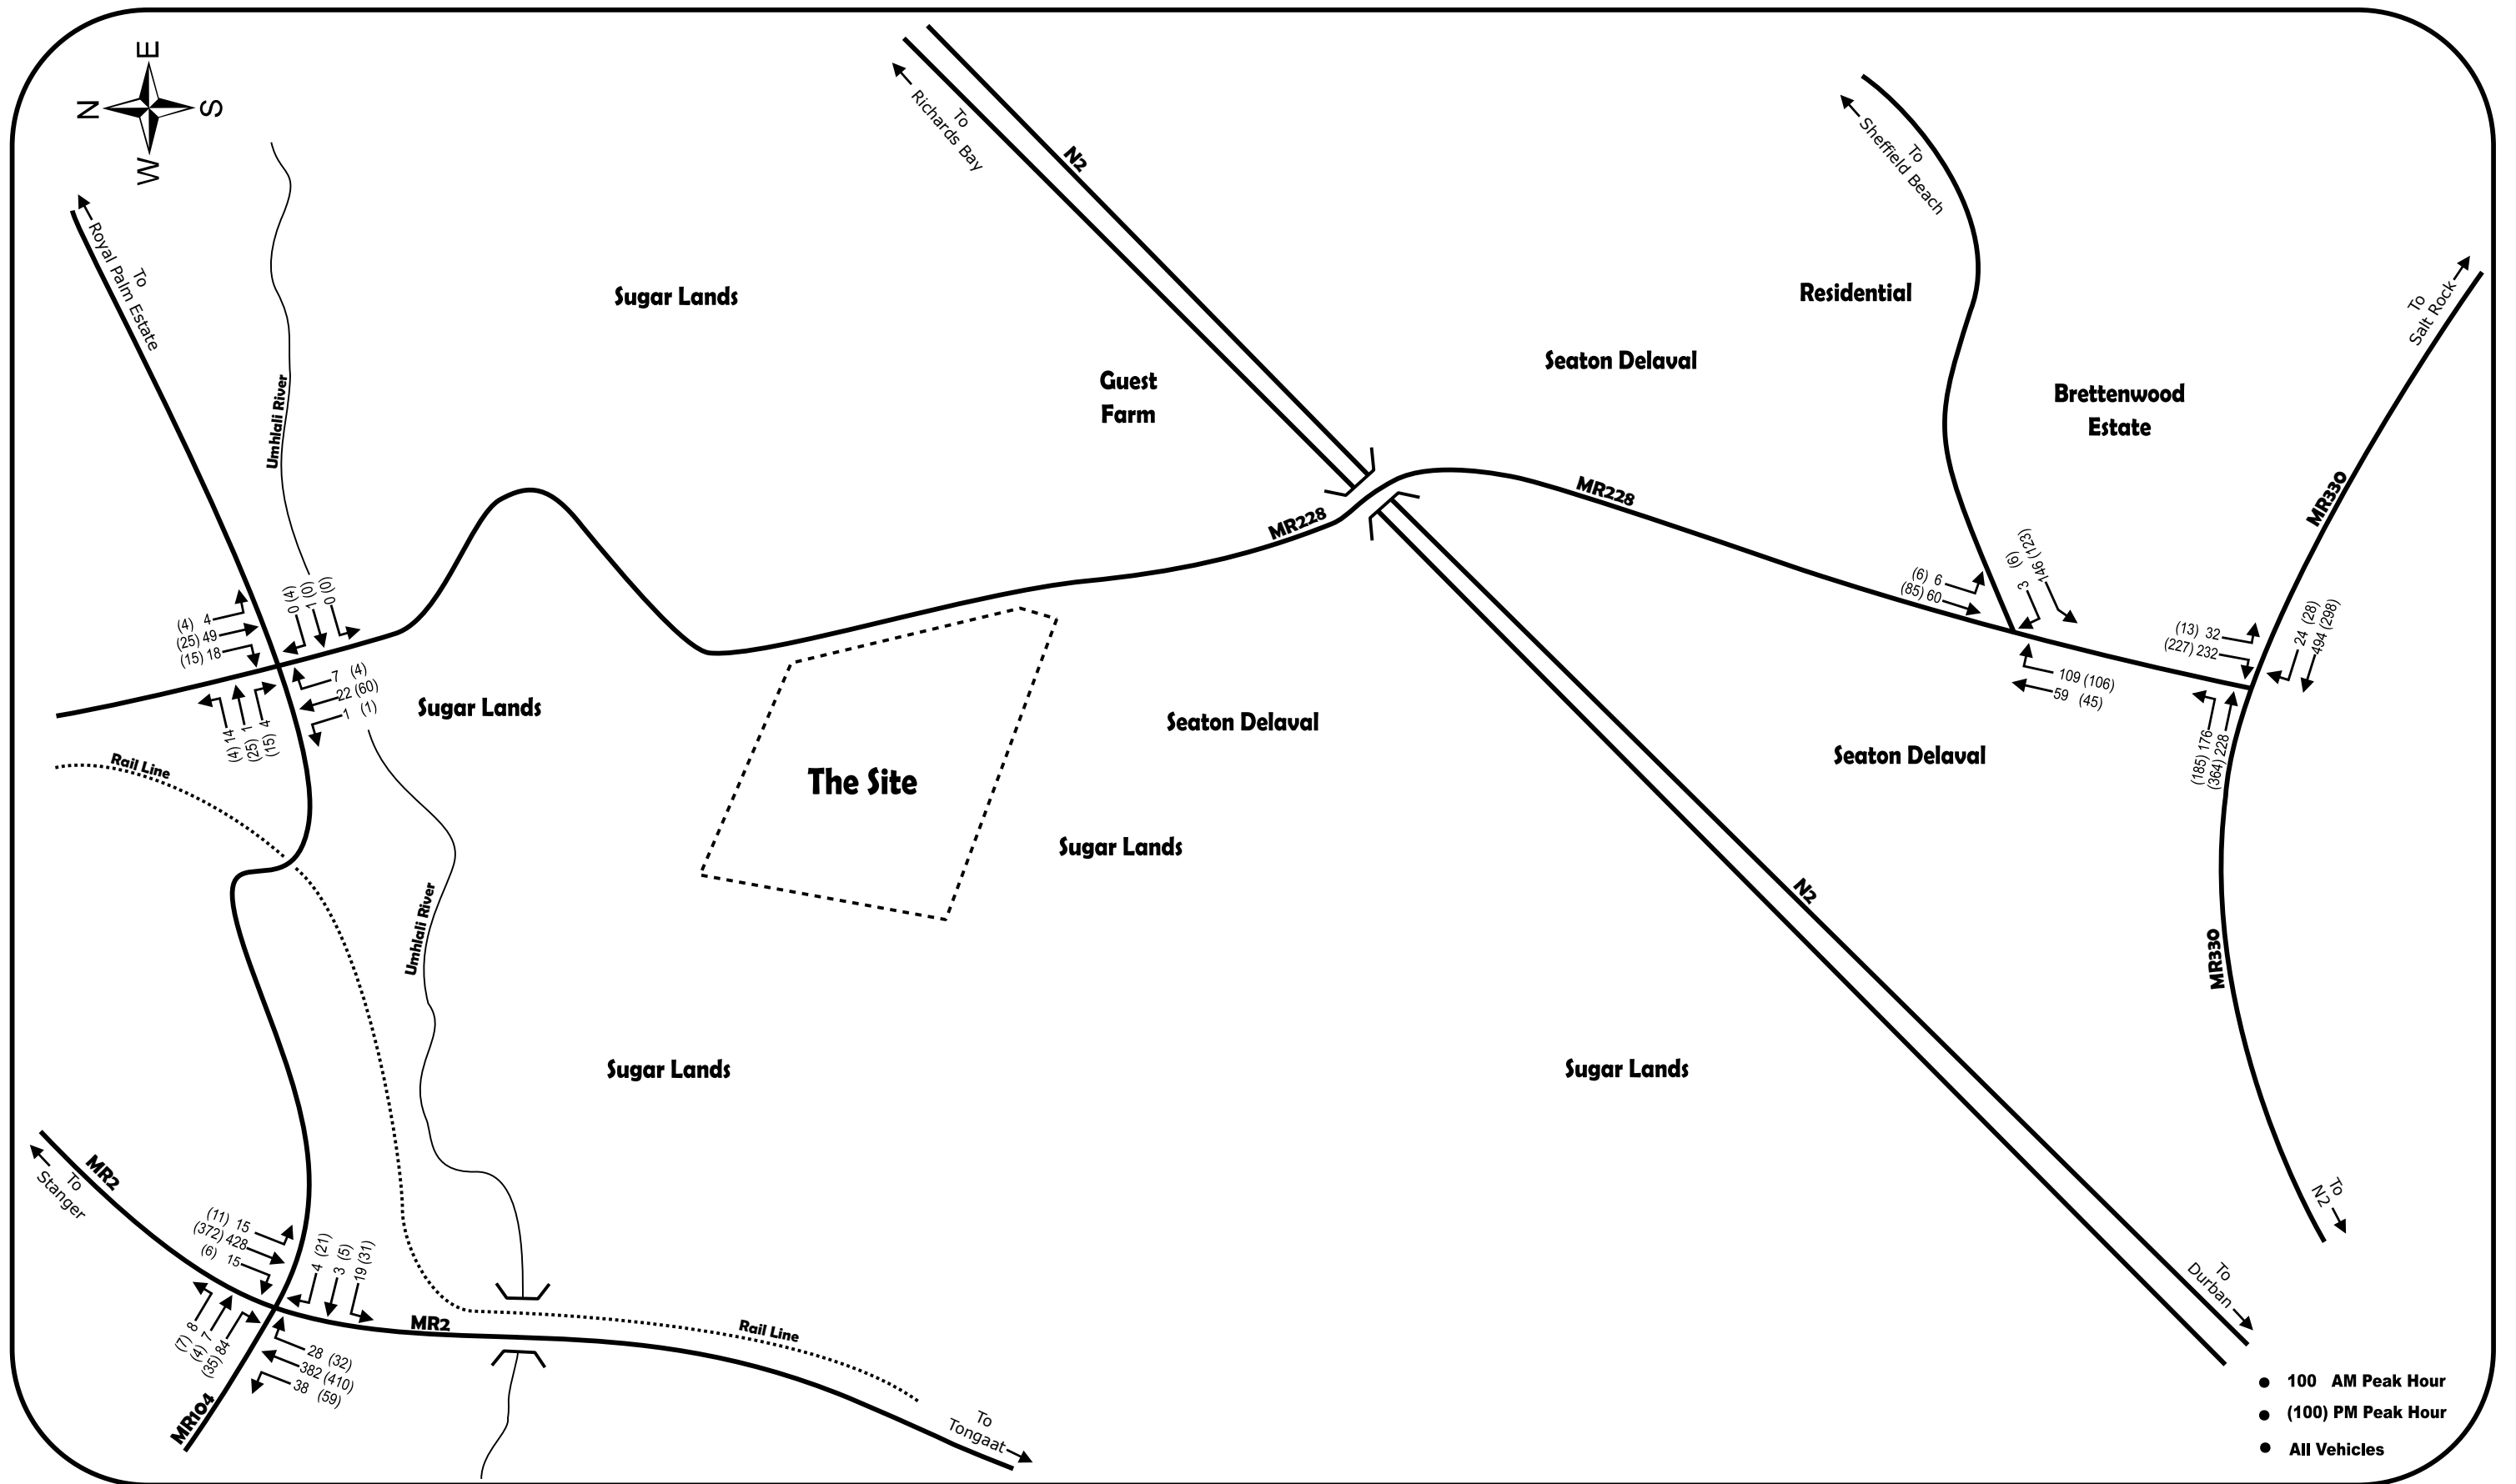 E
N
S
W
To
Royal Palm Estate
Umhlali River
Sugar Lands
To
Richards Bay
N2
Guest
Farm
To
Sheffield Beach
Residential
Seaton Delaval
Brettenwood
Estate
To
Salt Rock
MR330
MR228
MR228
(4) 4
(25) 49
(15) 18
0 (4)
1 (0)
0 (0)
7 (4)
22 (60)
1 (1)
(4) 14
(25) 1
(15) 4
Sugar Lands
Rail Line
The Site
Seaton Delaval
Sugar Lands
(6) 6
(85) 60
3 (6)
146 (123)
109 (106)
59 (45)
(13) 32
(227) 232
24 (28)
494 (298)
(185) 176
(364) 228
Seaton Delaval
N2
MR330
Umhlali River
Sugar Lands
Sugar Lands
MR2
To
Stanger
(11) 15
(372) 428
(6) 15
4 (21)
3 (5)
19 (31)
(7) 8
(4) 7
(35) 84
28 (32)
382 (410)
38 (59)
MR104
MR2
Rail Line
To
Tongaat
To
N2
To
Durban
100 AM Peak Hour
(100) PM Peak Hour
All Vehicles